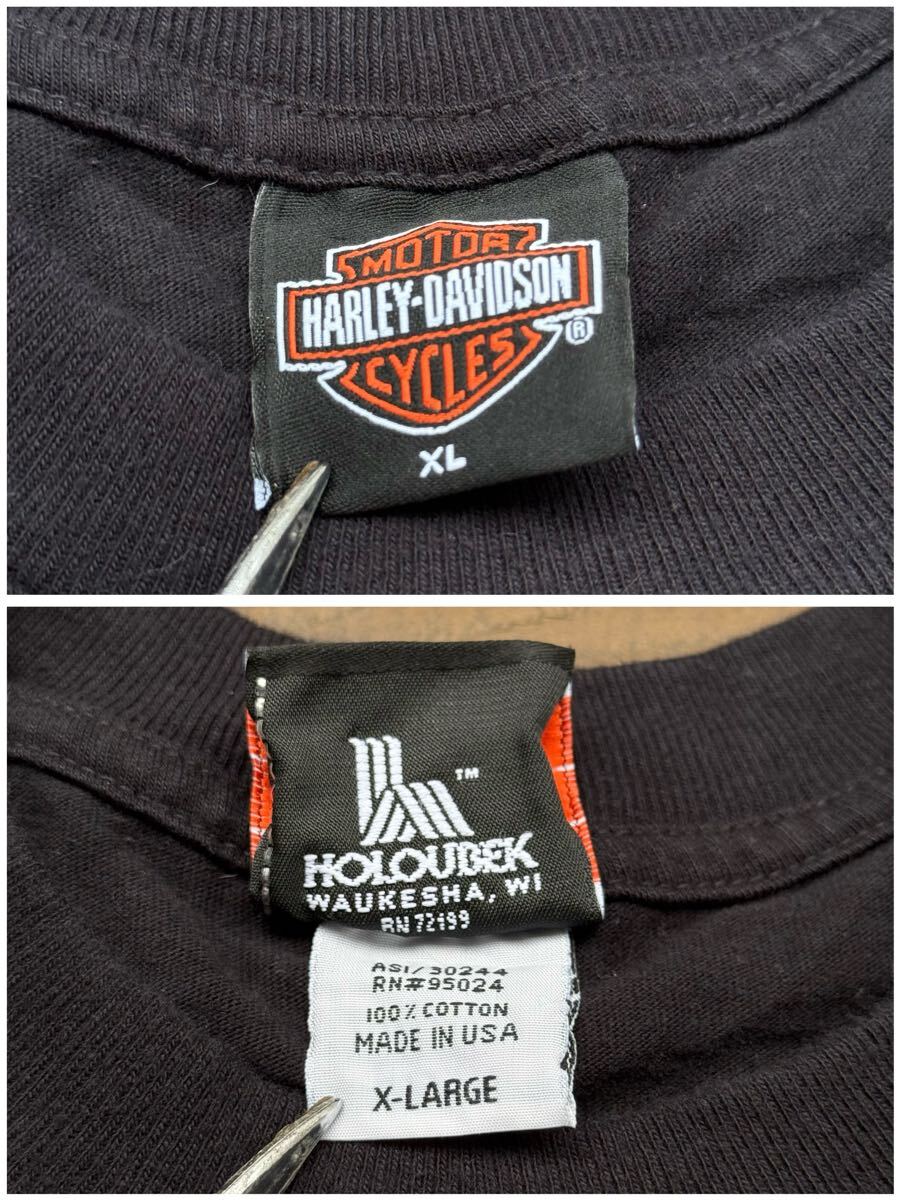 MOTOR
HARLEY-DAVIDSON
CYCLES
®
XL
TM
HOLOUBEK
WAUKESHA, WI
RN 72199
ASI/30244
RN#95024
100% COTTON
MADE IN USA
X-LARGE